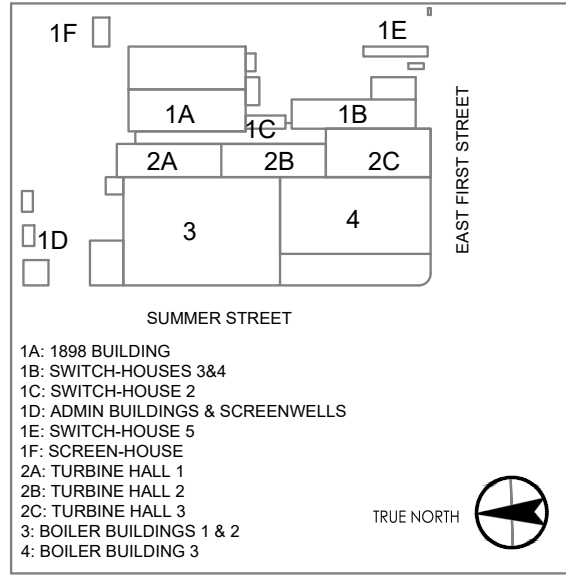 1F
1E
1A
1B
1C
2A
2B
2C
EAST FIRST STREET
3
4
1D
SUMMER STREET
1A: 1898 BUILDING
1B: SWITCH-HOUSES 3&4
1C: SWITCH-HOUSE 2
1D: ADMIN BUILDINGS & SCREENWELLS
1E: SWITCH-HOUSE 5
1F: SCREEN-HOUSE
2A: TURBINE HALL 1
2B: TURBINE HALL 2
2C: TURBINE HALL 3
3: BOILER BUILDINGS 1 & 2
4: BOILER BUILDING 3
TRUE NORTH